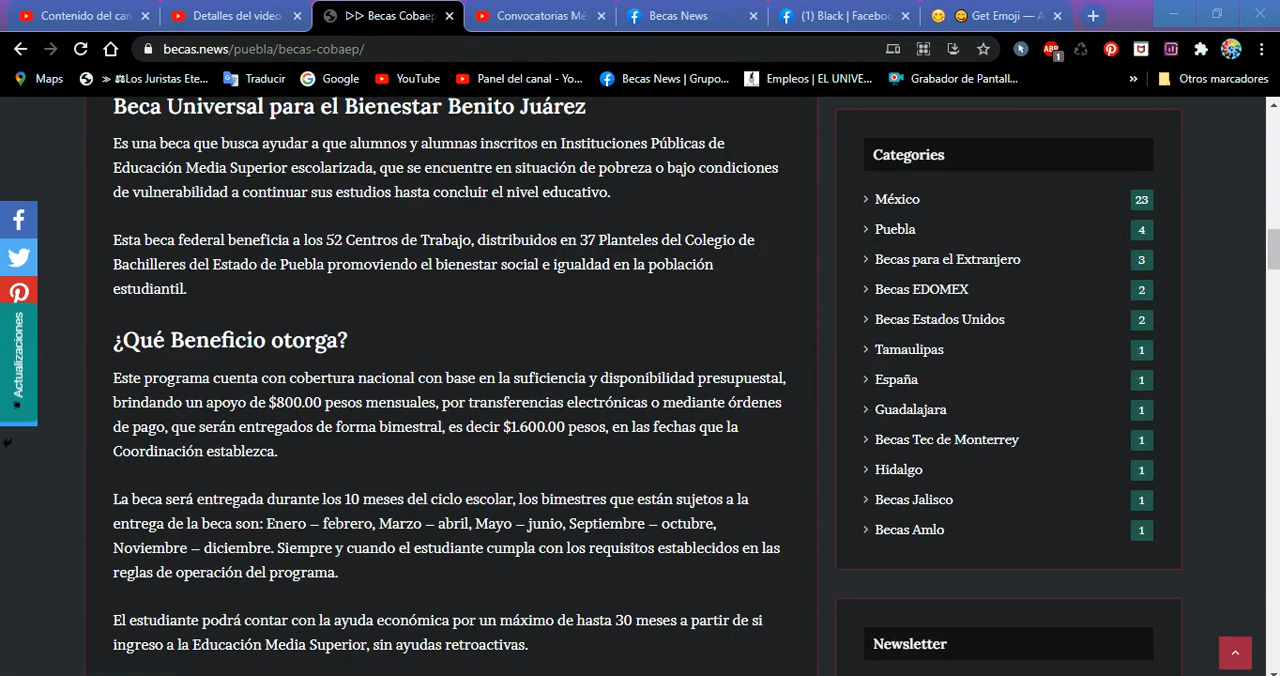 Contenido del can
Detalles del video
▷▷ Becas Cobaep
Convocatorias Mé
Becas News
(1) Black | Faceboo
😄 Get Emoji — A
becas.news/puebla/becas-cobaep/
Maps
» ⚖Los Juristas Ete...
Traducir
Google
YouTube
Panel del canal - Yo...
Becas News | Grupo...
Empleos | EL UNIVE...
Grabador de Pantall...
»
Otros marcadores
Beca Universal para el Bienestar Benito Juárez
Es una beca que busca ayudar a que alumnos y alumnas inscritos en Instituciones Públicas de
Educación Media Superior escolarizada, que se encuentre en situación de pobreza o bajo condiciones
de vulnerabilidad a continuar sus estudios hasta concluir el nivel educativo.
Esta beca federal beneficia a los 52 Centros de Trabajo, distribuidos en 37 Planteles del Colegio de
Bachilleres del Estado de Puebla promoviendo el bienestar social e igualdad en la población
estudiantil.
¿Qué Beneficio otorga?
Este programa cuenta con cobertura nacional con base en la suficiencia y disponibilidad presupuestal,
brindando un apoyo de $800.00 pesos mensuales, por transferencias electrónicas o mediante órdenes
de pago, que serán entregados de forma bimestral, es decir $1.600.00 pesos, en las fechas que la
Coordinación establezca.
La beca será entregada durante los 10 meses del ciclo escolar, los bimestres que están sujetos a la
entrega de la beca son: Enero – febrero, Marzo – abril, Mayo – junio, Septiembre – octubre,
Noviembre – diciembre. Siempre y cuando el estudiante cumpla con los requisitos establecidos en las
reglas de operación del programa.
El estudiante podrá contar con la ayuda económica por un máximo de hasta 30 meses a partir de si
ingreso a la Educación Media Superior, sin ayudas retroactivas.
Actualizaciones
Categories
México 23
Puebla 4
Becas para el Extranjero 3
Becas EDOMEX 2
Becas Estados Unidos 2
Tamaulipas 1
España 1
Guadalajara 1
Becas Tec de Monterrey 1
Hidalgo 1
Becas Jalisco 1
Becas Amlo 1
Newsletter